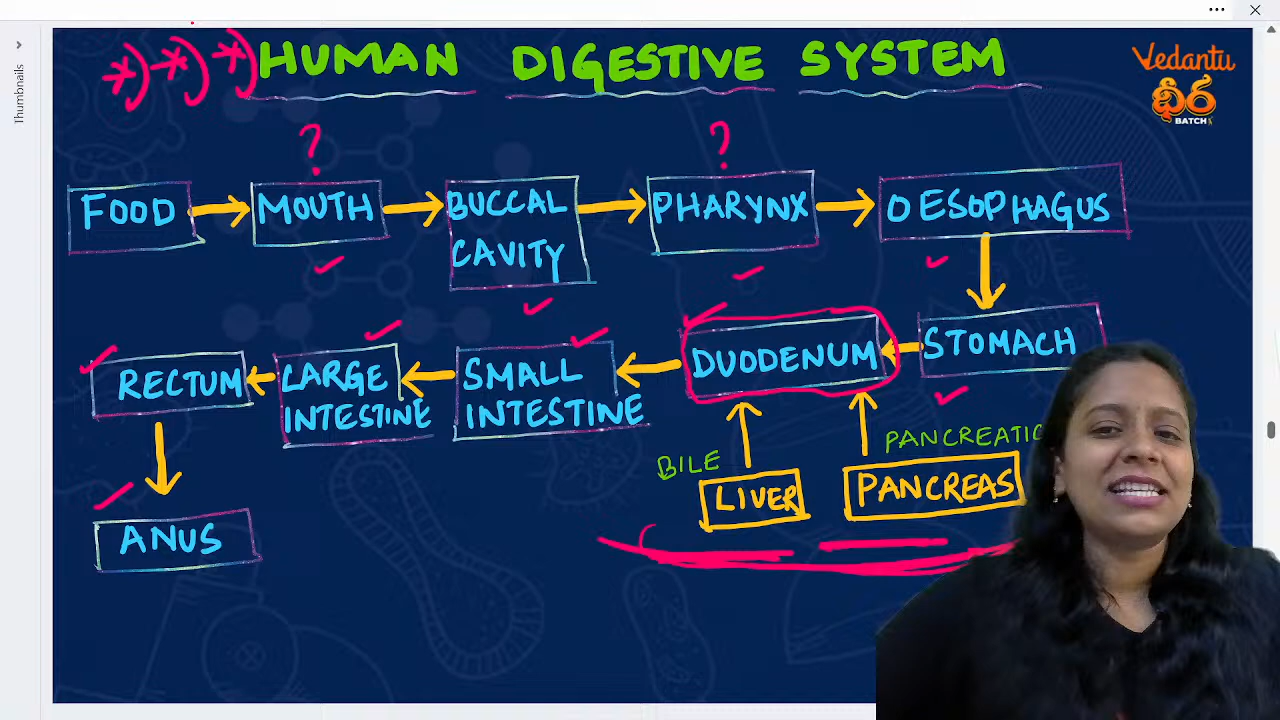 Thumbnails
*) *) *) HUMAN DIGESTIVE SYSTEM
Vedantu
ధీర
BATCH
? ?
FOOD MOUTH BUCCAL CAVITY PHARYNX OESOPHAGUS
RECTUM LARGE INTESTINE SMALL INTESTINE DUODENUM STOMACH
BILE PANCREATIC
LIVER PANCREAS
ANUS